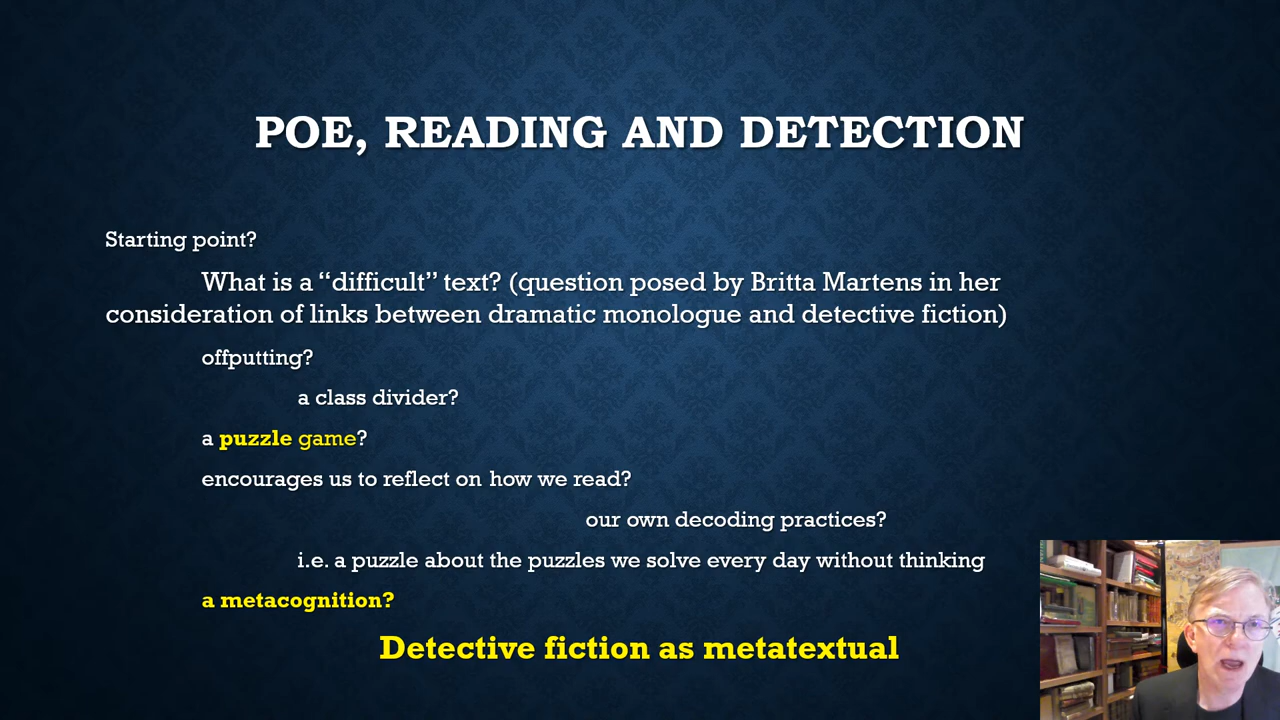 POE, READING AND DETECTION
Starting point?
What is a “difficult” text? (question posed by Britta Martens in her
consideration of links between dramatic monologue and detective fiction)
offputting?
a class divider?
a puzzle game?
encourages us to reflect on how we read?
our own decoding practices?
i.e. a puzzle about the puzzles we solve every day without thinking
a metacognition?
Detective fiction as metatextual